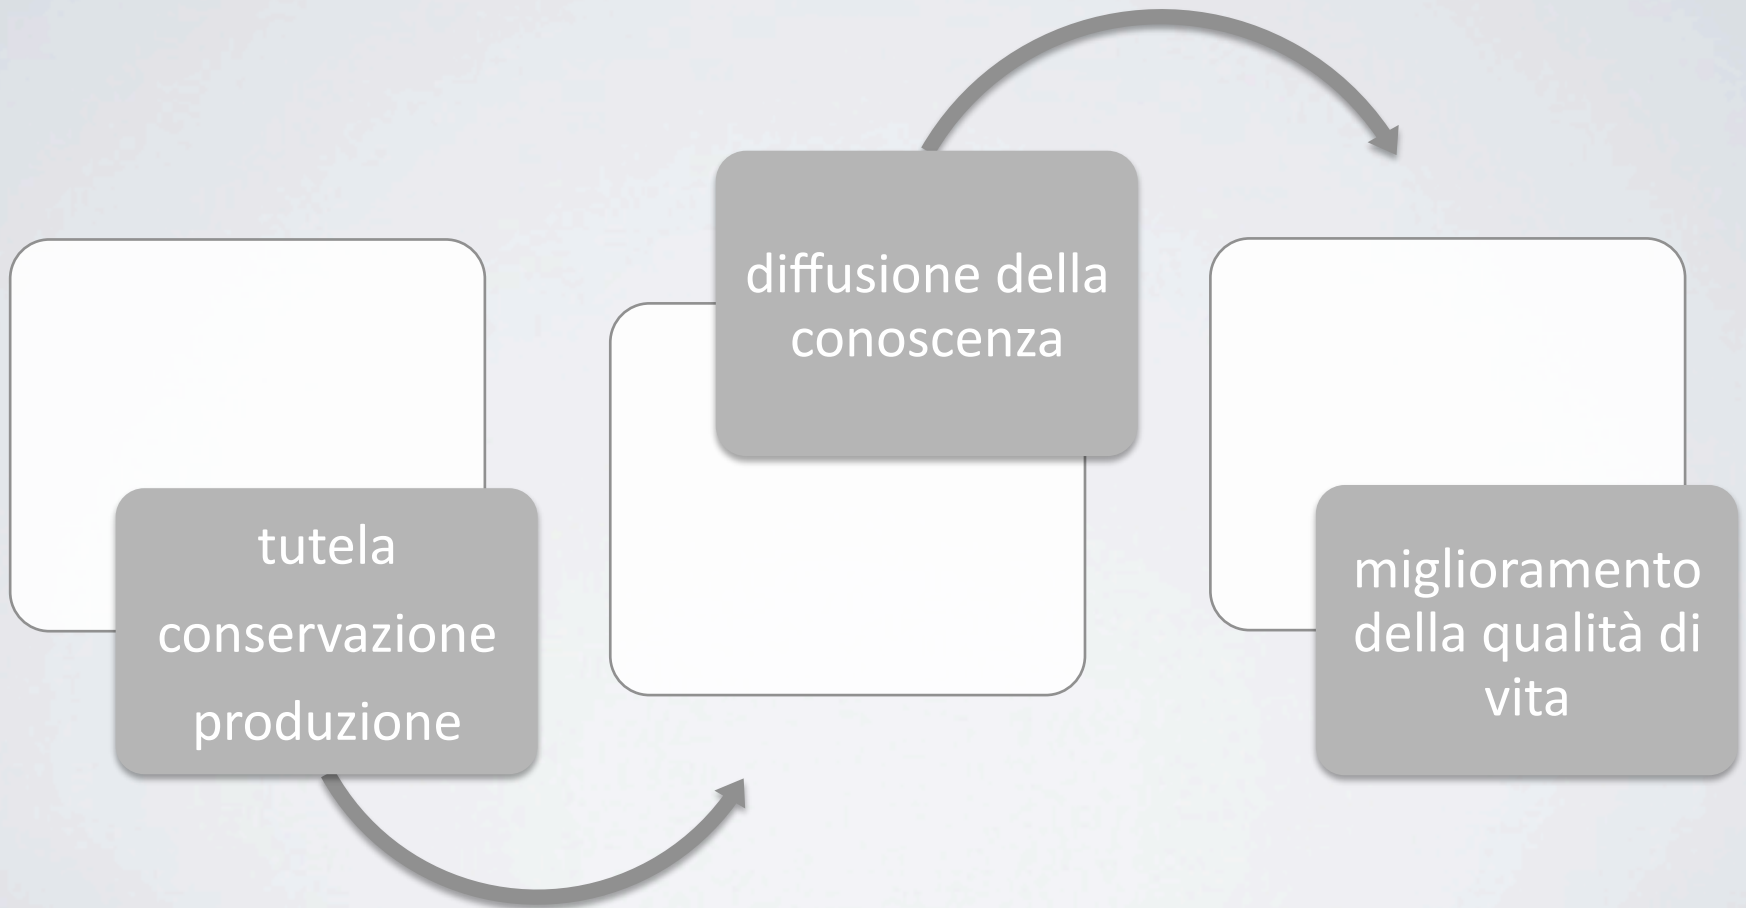 tutela
conservazione
produzione
diffusione della
conoscenza
miglioramento
della qualità di
vita